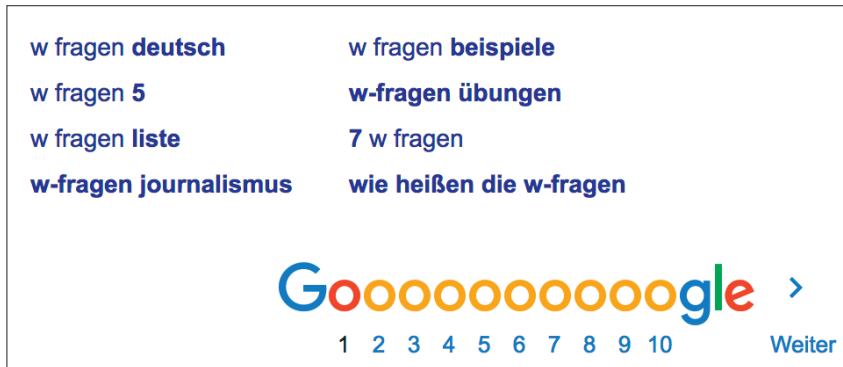 w fragen deutsch w fragen beispiele
w fragen 5 w-fragen übungen
w fragen liste 7 w fragen
w-fragen journalismus wie heißen die w-fragen
Goooooooooogle >
1 2 3 4 5 6 7 8 9 10 Weiter